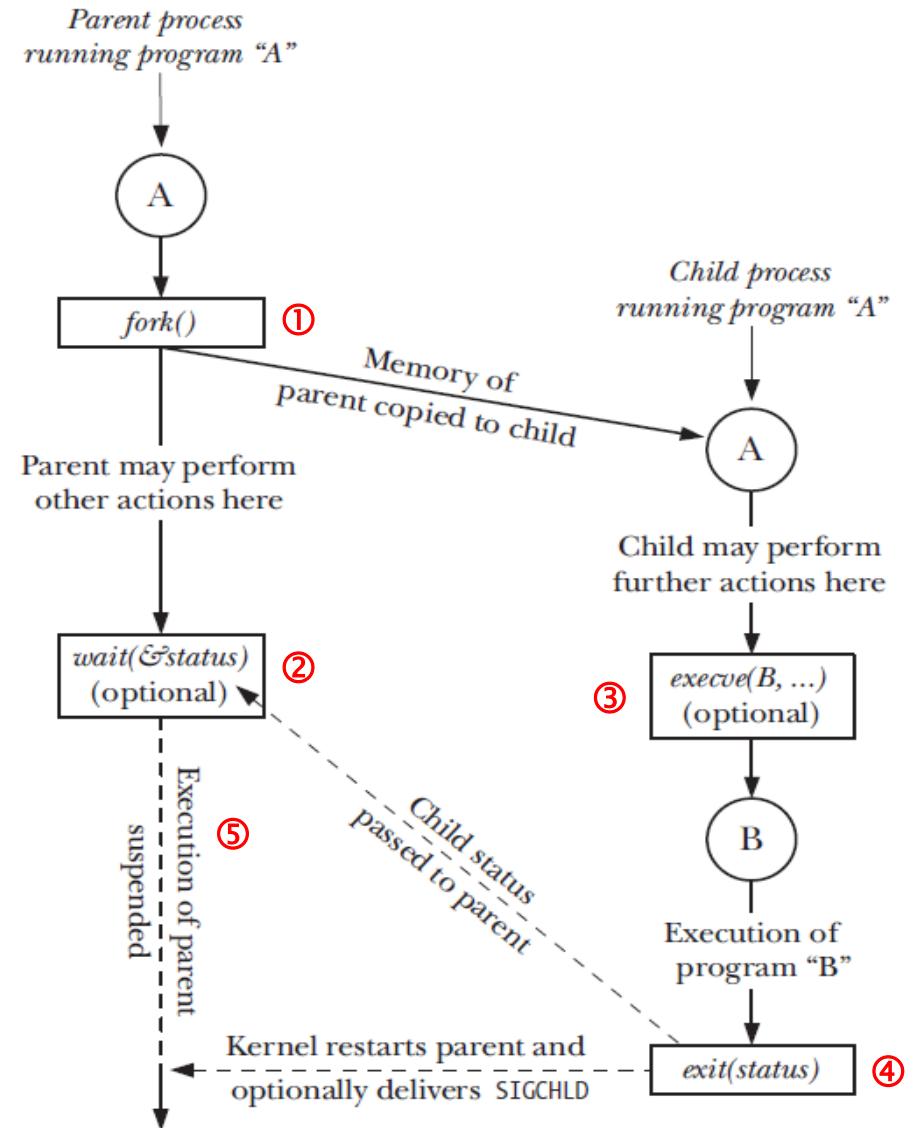 Parent process
running program “A”
A
fork()
①
Memory of
parent copied to child
Child process
running program “A”
A
Parent may perform
other actions here
Child may perform
further actions here
wait(&status)
(optional)
②
③
execve(B, ...)
(optional)
Execution of parent
suspended
⑤
Child status
passed to parent
B
Execution of
program “B”
Kernel restarts parent and
optionally delivers SIGCHLD
exit(status)
④